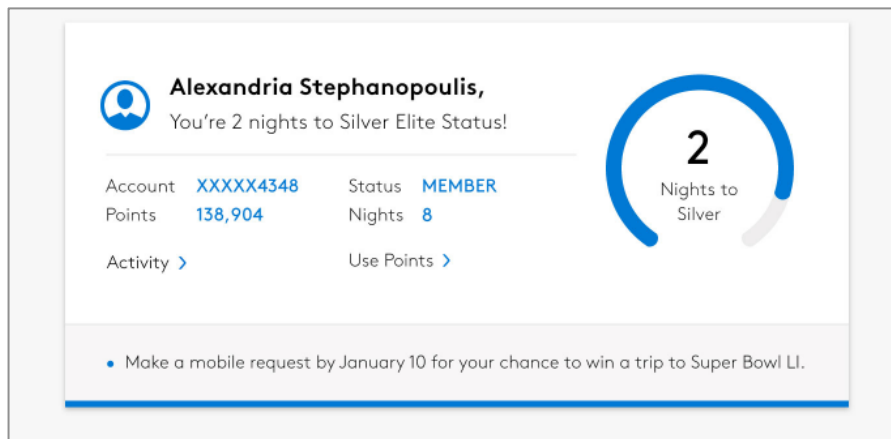 Alexandria Stephanopoulis,
You're 2 nights to Silver Elite Status!
Account XXXXX4348 Status MEMBER
Points 138,904 Nights 8
Activity > Use Points >
2
Nights to
Silver
• Make a mobile request by January 10 for your chance to win a trip to Super Bowl LI.